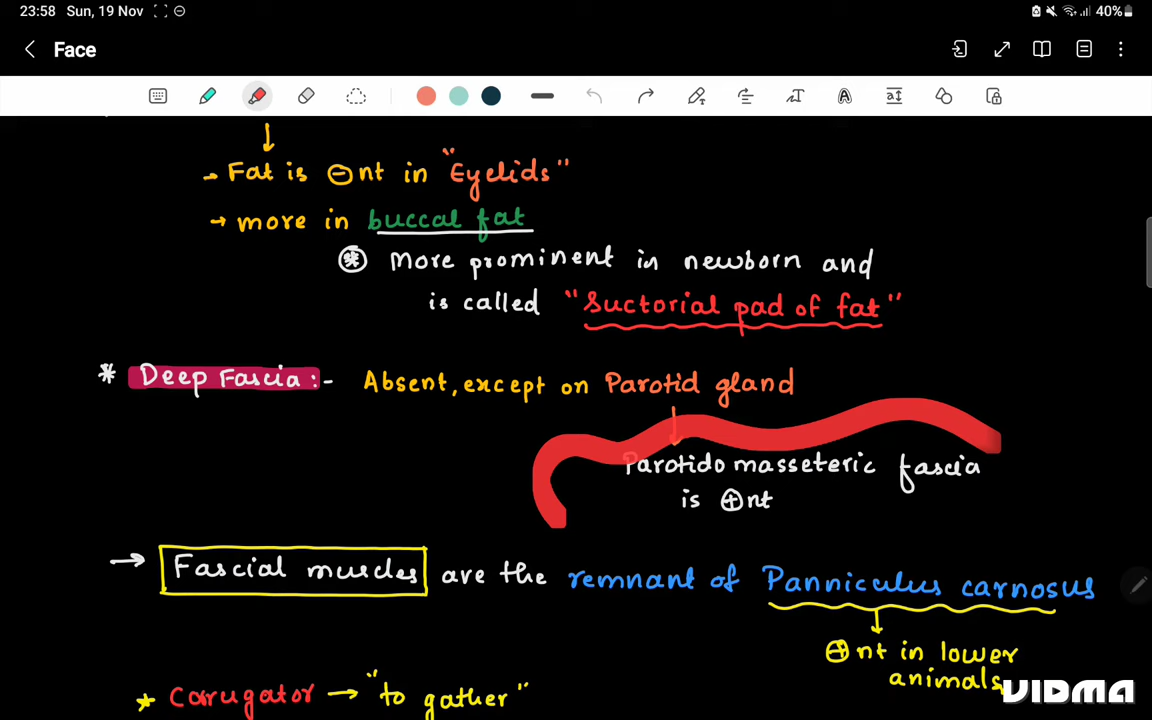 23:58 Sun, 19 Nov 40%
Face
→ Fat is ⊖nt in "Eyelids"
→ more in buccal fat
More prominent in newborn and
is called "Suctorial pad of fat"
* Deep Fascia:- Absent, except on Parotid gland
Parotido masseteric fascia
is ⊕nt
→ Fascial muscles are the remnant of Panniculus carnosus
⊕nt in lower
animals
* Corrugator → "to gather"
VIDMA